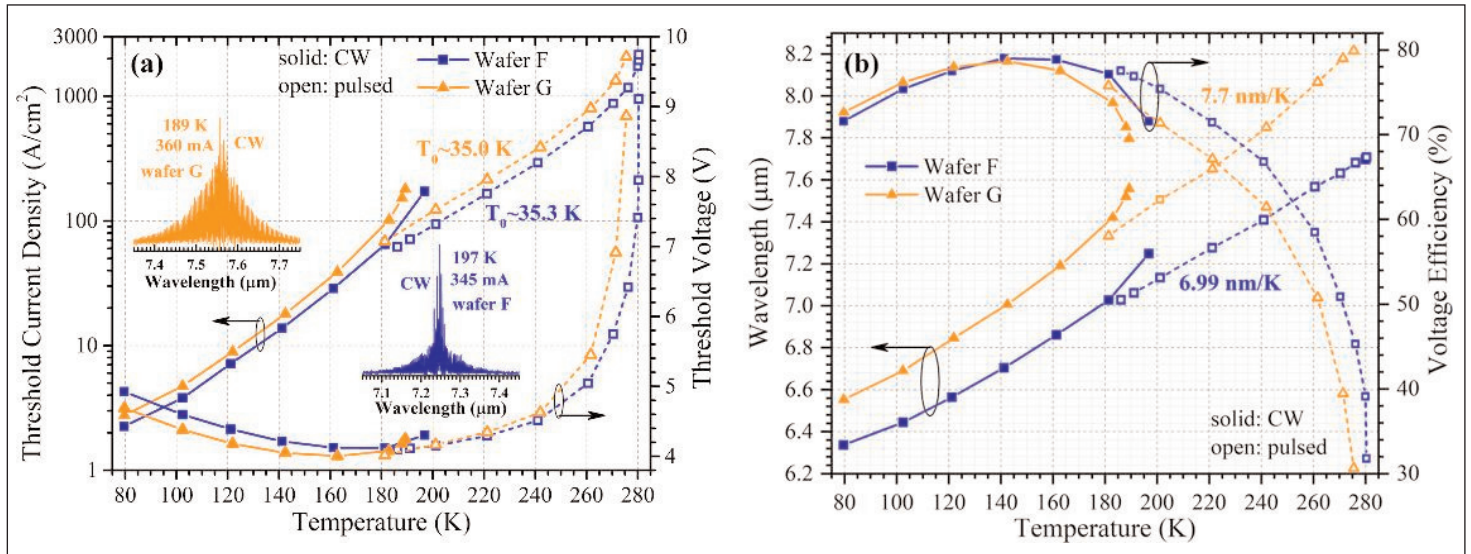 (a)
solid: CW
open: pulsed
Wafer F
Wafer G
189 K
360 mA
wafer G
CW
7.4 7.5 7.6 7.7
Wavelength (μm)
T0~35.0 K
T0~35.3 K
197 K
345 mA
wafer F
CW
7.1 7.2 7.3 7.4
Wavelength (μm)
Threshold Current Density (A/cm2)
3000
1000
100
10
1
Threshold Voltage (V)
10
9
8
7
6
5
4
80 100 120 140 160 180 200 220 240 260 280
Temperature (K)
(b)
7.7 nm/K
Wafer F
Wafer G
6.99 nm/K
solid: CW
open: pulsed
Wavelength (μm)
8.2
8.0
7.8
7.6
7.4
7.2
7.0
6.8
6.6
6.4
6.2
Voltage Efficiency (%)
80
70
60
50
40
30
80 100 120 140 160 180 200 220 240 260 280
Temperature (K)